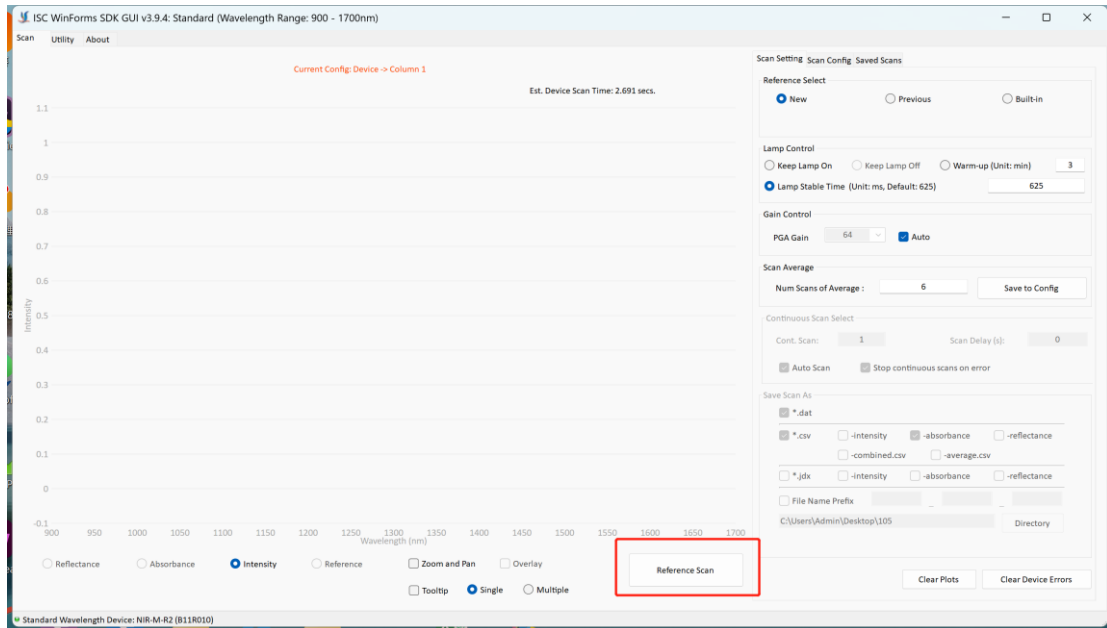 ISC WinForms SDK GUI v3.9.4: Standard (Wavelength Range: 900 - 1700nm)
Scan Utility About
Current Config: Device -> Column 1
Est. Device Scan Time: 2.691 secs.
1.1
1
0.9
0.8
0.7
0.6
0.5
0.4
0.3
0.2
0.1
0
-0.1
Intensity
900 950 1000 1050 1100 1150 1200 1250 1300 1350 1400 1450 1500 1550 1600 1650 1700
Wavelength (nm)
Reflectance Absorbance Intensity Reference Zoom and Pan Overlay
Tooltip Single Multiple
Reference Scan
Scan Setting Scan Config Saved Scans
Reference Select
New Previous Built-in
Lamp Control
Keep Lamp On Keep Lamp Off Warm-up (Unit: min) 3
Lamp Stable Time (Unit: ms, Default: 625) 625
Gain Control
PGA Gain 64 Auto
Scan Average
Num Scans of Average : 6 Save to Config
Continuous Scan Select
Cont. Scan: 1 Scan Delay (s): 0
Auto Scan Stop continuous scans on error
Save Scan As
*.dat
*.csv -intensity -absorbance -reflectance
-combined.csv -average.csv
*.jdx -intensity -absorbance -reflectance
File Name Prefix _ _
C:\Users\Admin\Desktop\105 Directory
Clear Plots Clear Device Errors
Standard Wavelength Device: NIR-M-R2 (B11R010)